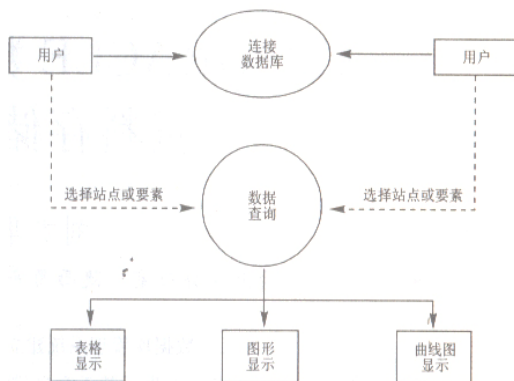 用户
连接
数据库
用户
选择站点或要素
数据
查询
选择站点或要素
表格
显示
图形
显示
曲线图
显示